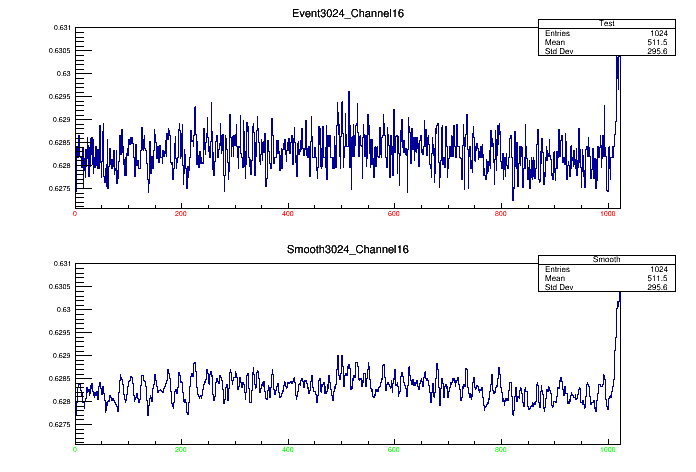 Event3024_Channel16
Test
Entries 1024
Mean 511.5
Std Dev 295.6
0.631
0.6305
0.63
0.6295
0.629
0.6285
0.628
0.6275
0 200 400 600 800 1000
Smooth3024_Channel16
Smooth
Entries 1024
Mean 511.5
Std Dev 295.6
0.631
0.6305
0.63
0.6295
0.629
0.6285
0.628
0.6275
0 200 400 600 800 1000